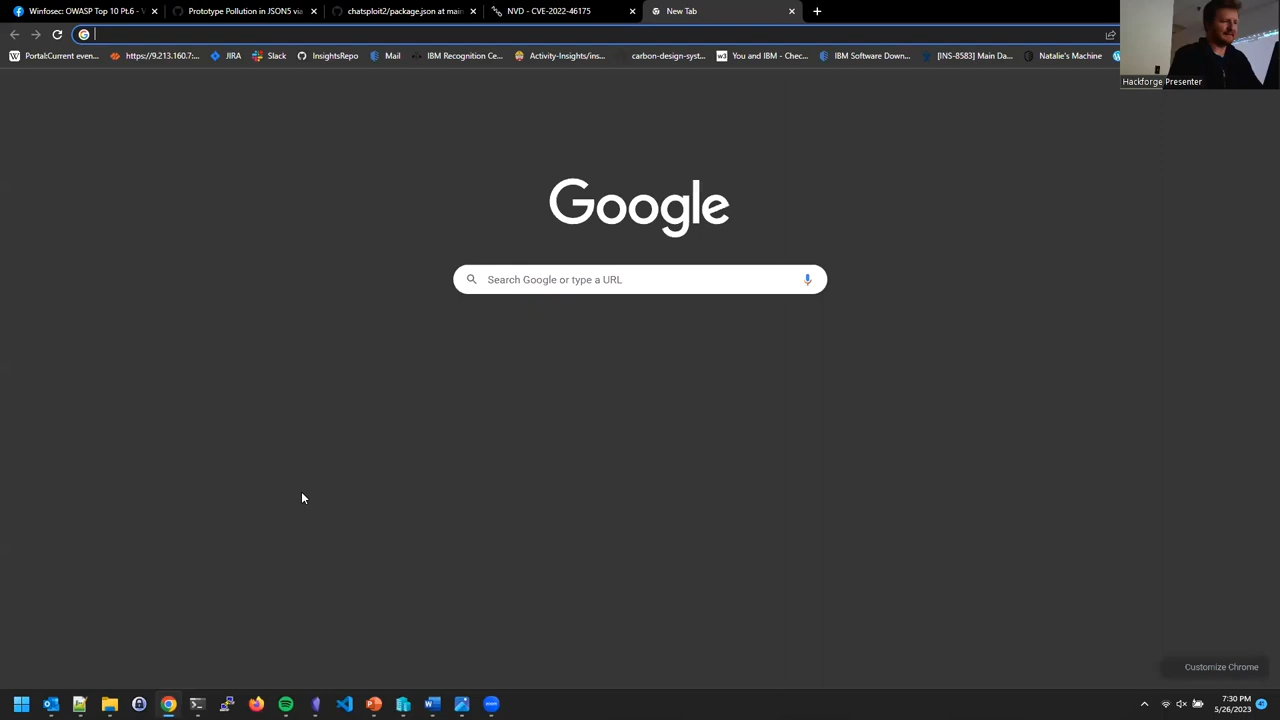 Winfosec: OWASP Top 10 Pt.6 -
Prototype Pollution in JSON5 via
chatsploit2/package.json at main
NVD - CVE-2022-46175
New Tab
Portal:Current even...
https://9.213.160.7:...
JIRA
Slack
InsightsRepo
Mail
IBM Recognition Ce...
Activity-Insights/ins...
carbon-design-syst...
w3
You and IBM - Chec...
IBM Software Down...
[INS-8583] Main Da...
Natalie's Machine
Hackforge Presenter
Google
Search Google or type a URL
Customize Chrome
7:30 PM
5/26/2023